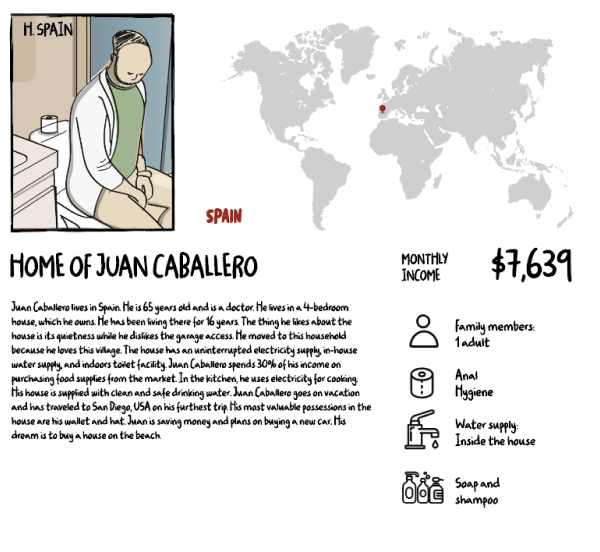 H. SPAIN
SPAIN
HOME OF JUAN CABALLERO
MONTHLY
INCOME
$7,639
Juan Caballero lives in Spain. He is 65 years old and is a doctor. He lives in a 4-bedroom
house, which he owns. He has been living there for 16 years. The thing he likes about the
house is its quietness while he dislikes the garage access. He moved to this household
because he loves this village. The house has an uninterrupted electricity supply, in-house
water supply, and indoors toilet facility. Juan Caballero spends 30% of his income on
purchasing food supplies from the market. In the kitchen, he uses electricity for cooking.
His house is supplied with clean and safe drinking water. Juan Caballero goes on vacation
and has traveled to San Diego, USA on his furthest trip. His most valuable possessions in the
house are his wallet and hat. Juan is saving money and plans on buying a new car. His
dream is to buy a house on the beach.
Family members:
1 adult
Anal
Hygiene
Water supply:
Inside the house
Soap and
shampoo